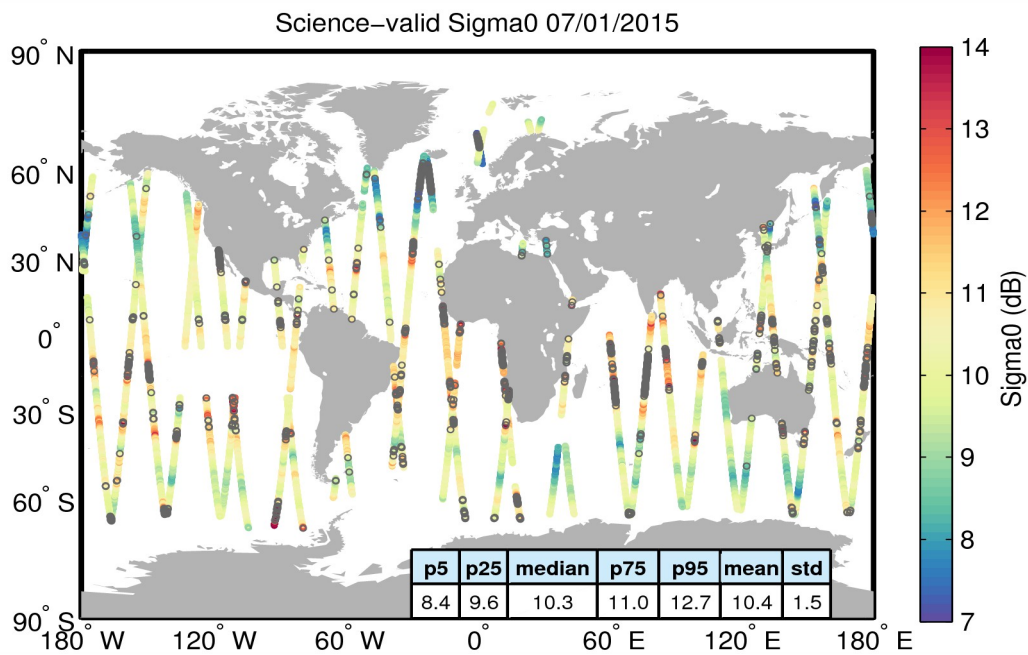 Science−valid Sigma0 07/01/2015
90° N
60° N
30° N
0°
30° S
60° S
90° S
180° W
120° W
60° W
0°
60° E
120° E
180° E
p5 p25 median p75 p95 mean std
8.4 9.6 10.3 11.0 12.7 10.4 1.5
14
13
12
11
10
9
8
7
Sigma0 (dB)